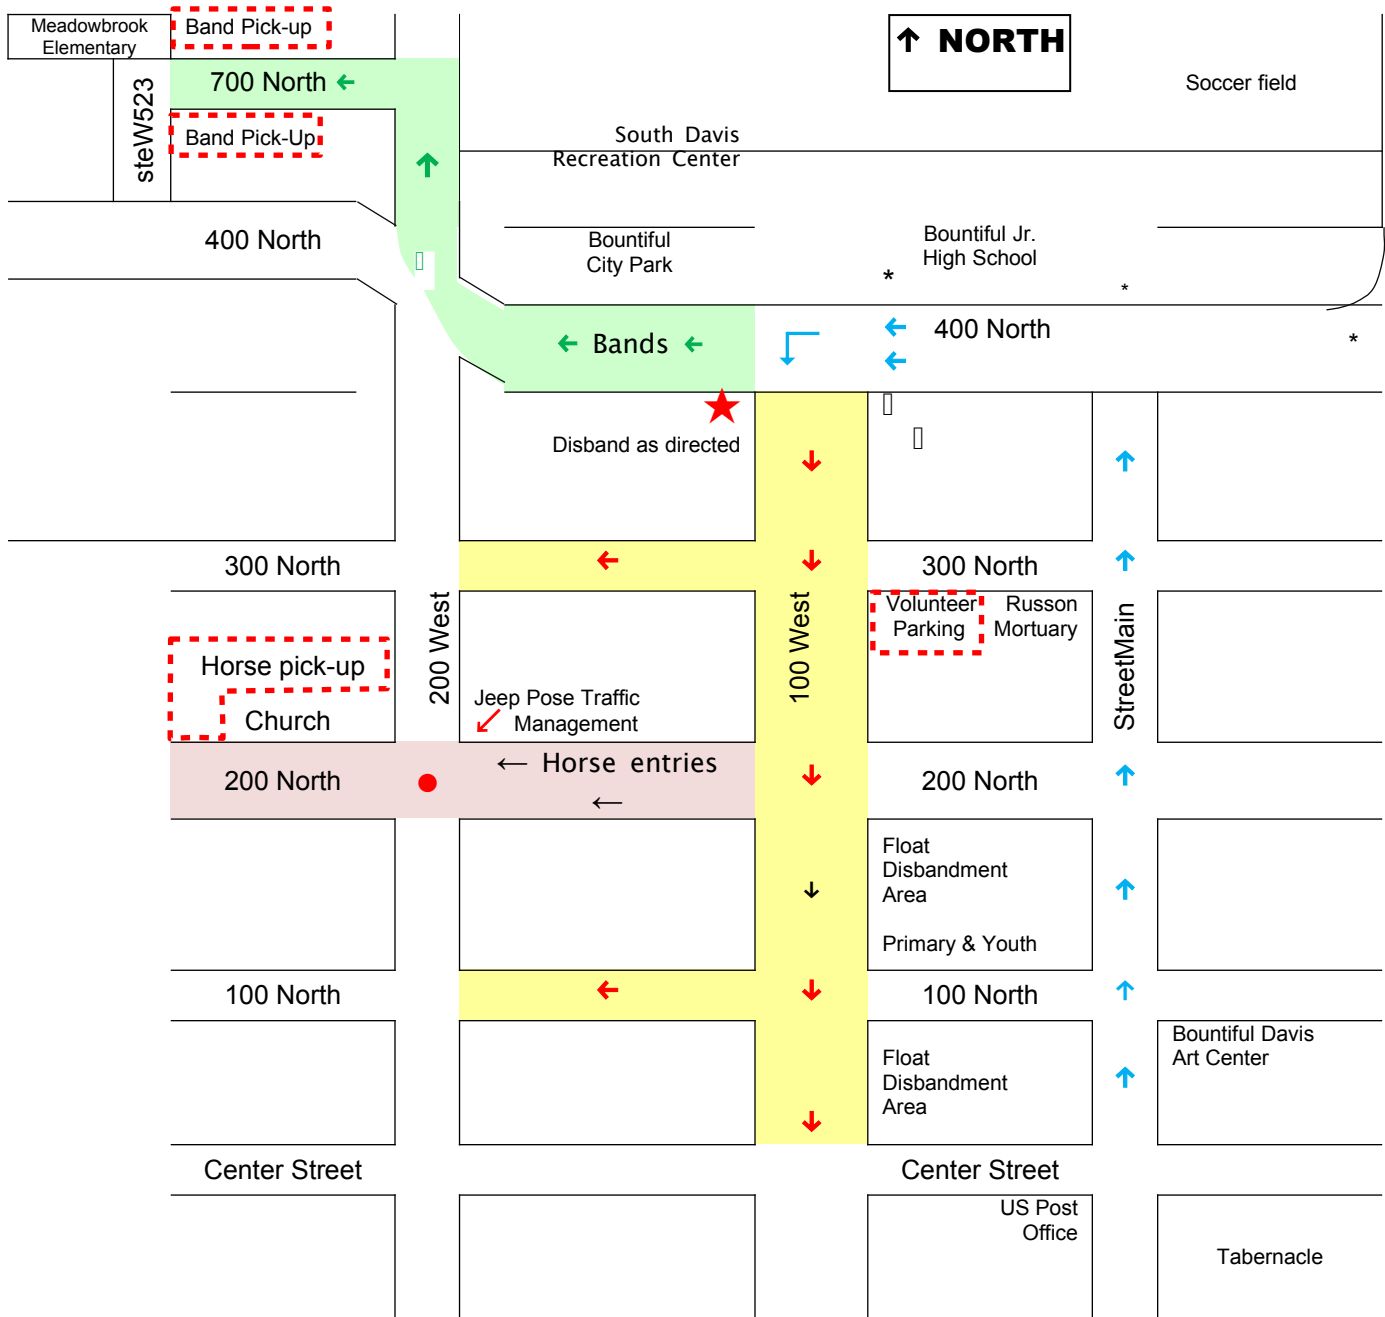 Meadowbrook
Elementary
Band Pick-up
↑ NORTH
700 North ←
Soccer field
steW523
Band Pick-Up
South Davis
Recreation Center
400 North
Bountiful
City Park
Bountiful Jr.
High School
*
*
← Bands ←
400 North
*
Disband as directed
300 North
300 North
200 West
100 West
Volunteer
Parking
Russon
Mortuary
StreetMain
Horse pick-up
Church
Jeep Pose Traffic
Management
200 North
← Horse entries
←
200 North
Float
Disbandment
Area
Primary & Youth
100 North
100 North
Bountiful Davis
Art Center
Float
Disbandment
Area
Center Street
Center Street
US Post
Office
Tabernacle